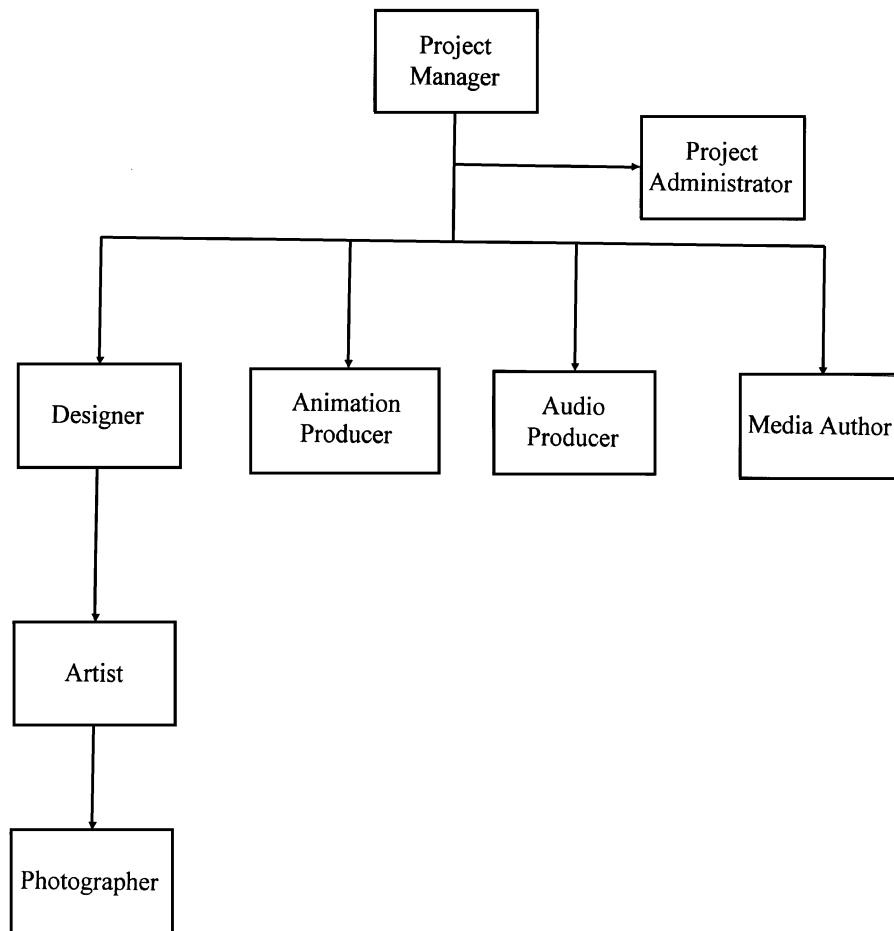 Project
Manager
Project
Administrator
Designer
Animation
Producer
Audio
Producer
Media Author
Artist
Photographer